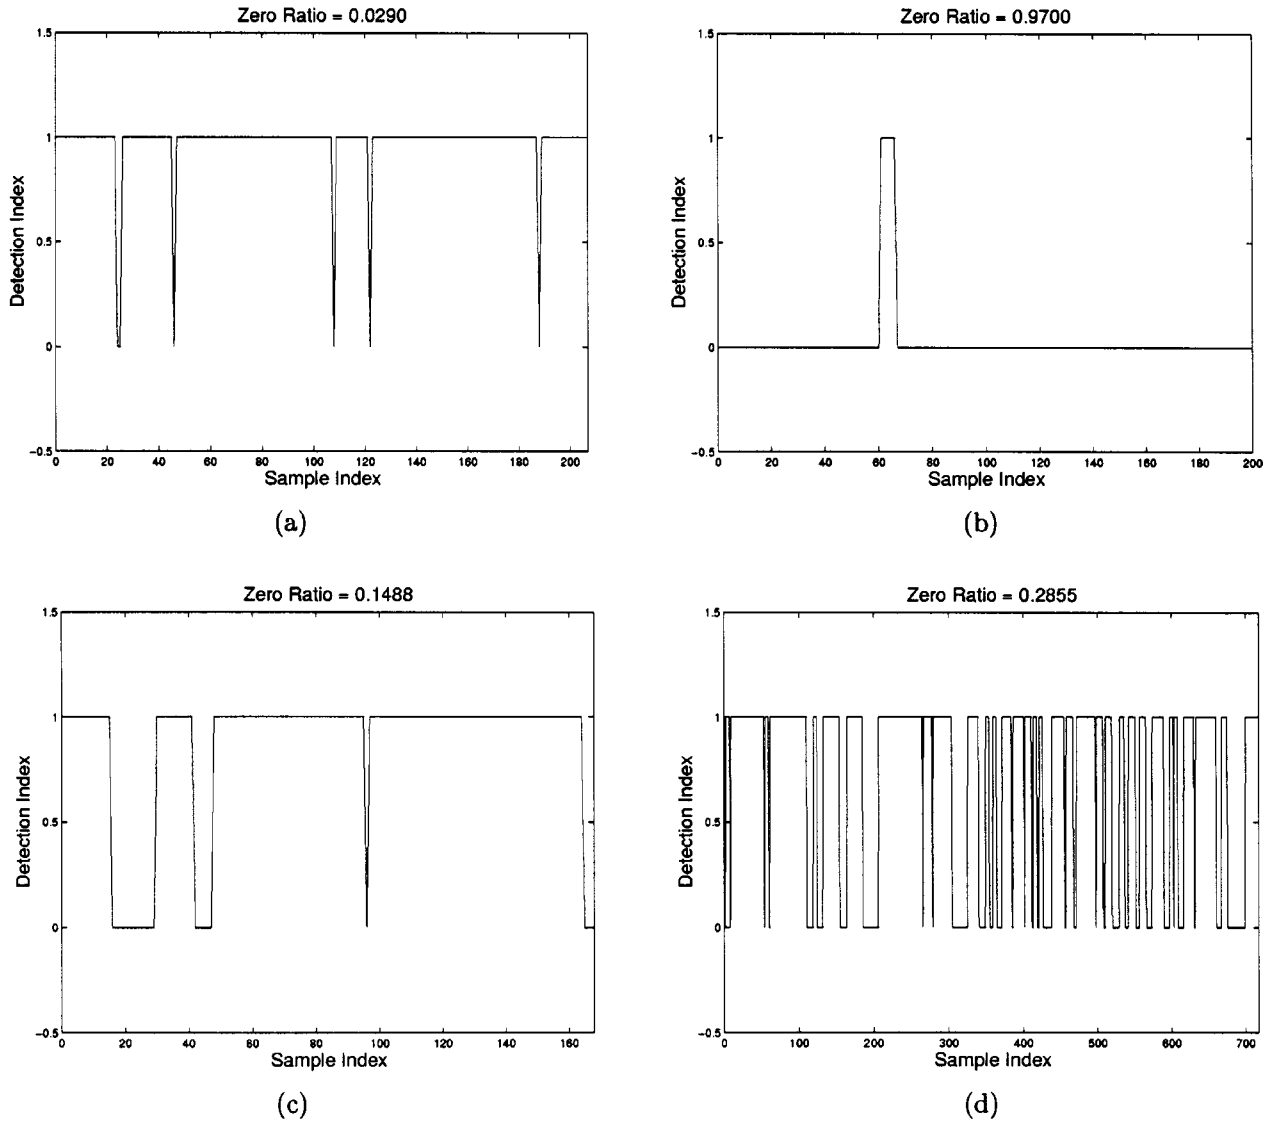 Zero Ratio = 0.0290
1.5
1
0.5
0
−0.5
Detection Index
0 20 40 60 80 100 120 140 160 180 200
Sample Index
(a)
Zero Ratio = 0.9700
1.5
1
0.5
0
−0.5
Detection Index
0 20 40 60 80 100 120 140 160 180 200
Sample Index
(b)
Zero Ratio = 0.1488
1.5
1
0.5
0
−0.5
Detection Index
0 20 40 60 80 100 120 140 160
Sample Index
(c)
Zero Ratio = 0.2855
1.5
1
0.5
0
−0.5
Detection Index
0 100 200 300 400 500 600 700
Sample Index
(d)